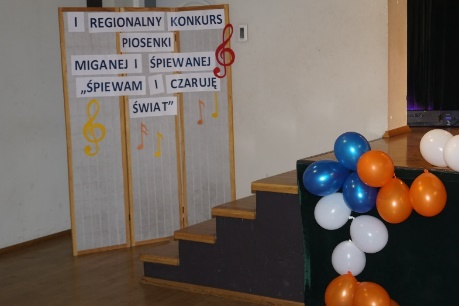 I REGIONALNY KONKURS
PIOSENKI
MIGANEJ I ŚPIEWANEJ
„ŚPIEWAM I CZARUJĘ
ŚWIAT”